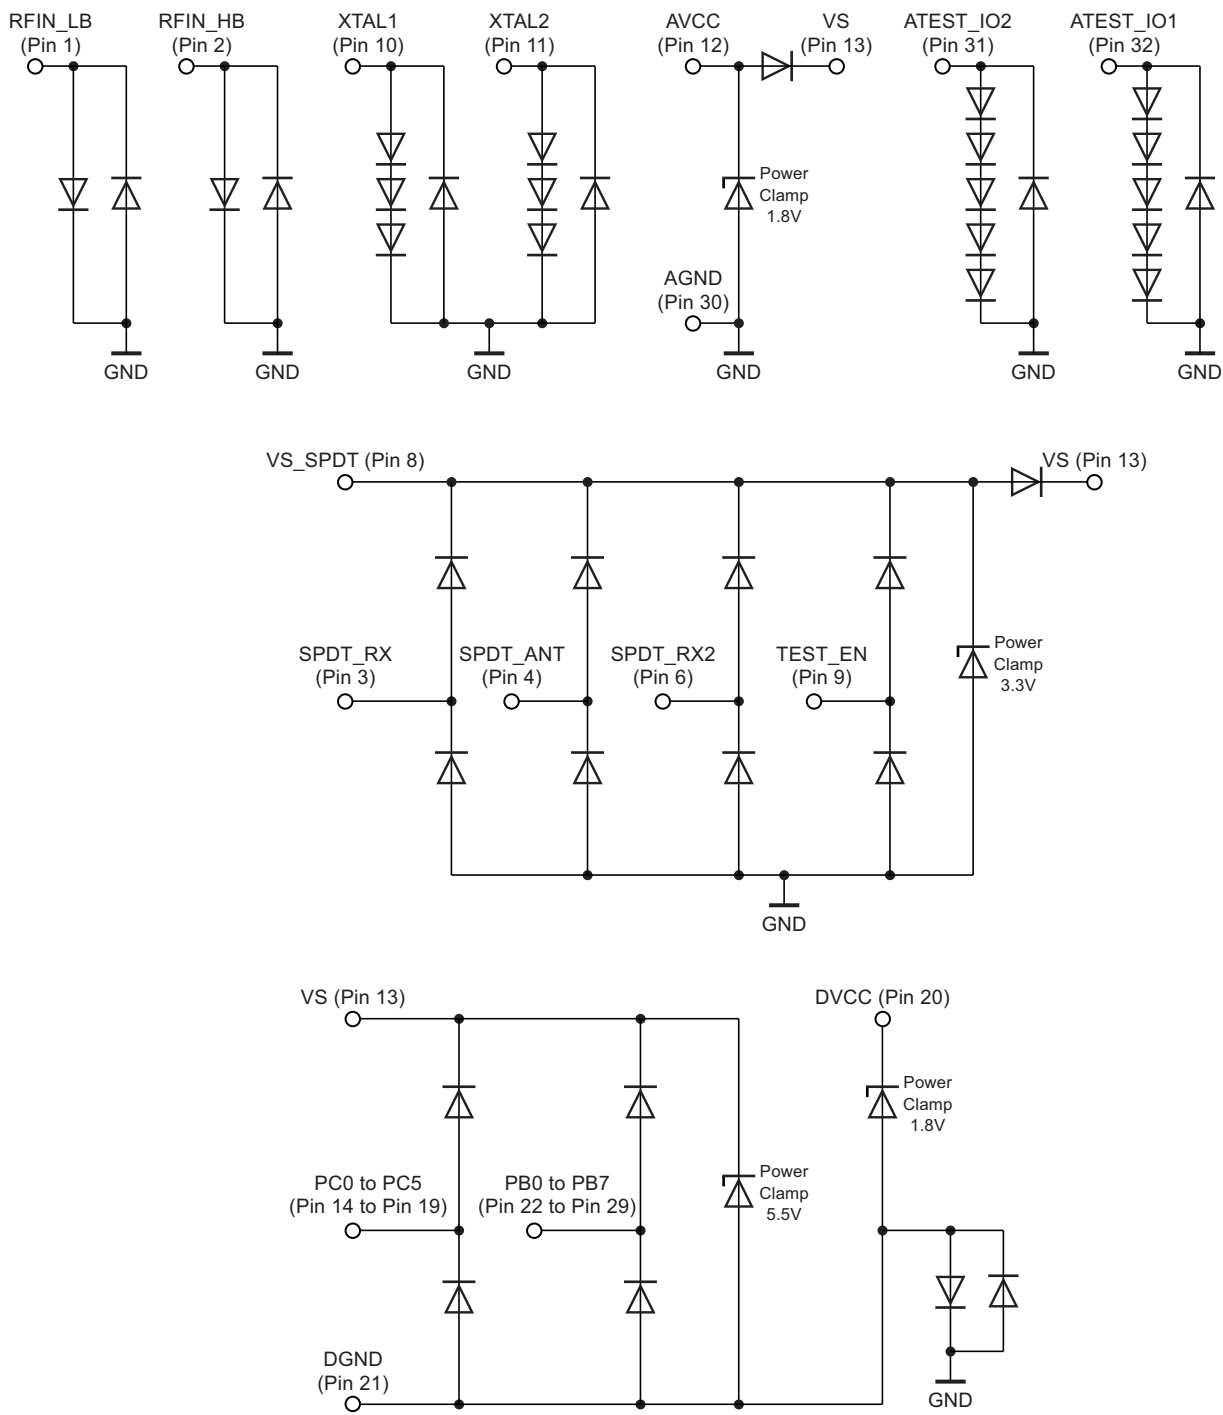 RFIN_LB
(Pin 1)
RFIN_HB
(Pin 2)
XTAL1
(Pin 10)
XTAL2
(Pin 11)
AVCC
(Pin 12)
VS
(Pin 13)
ATEST_IO2
(Pin 31)
ATEST_IO1
(Pin 32)
Power
Clamp
1.8V
AGND
(Pin 30)
GND
GND
GND
GND
GND
GND
VS_SPDT (Pin 8)
VS (Pin 13)
SPDT_RX
(Pin 3)
SPDT_ANT
(Pin 4)
SPDT_RX2
(Pin 6)
TEST_EN
(Pin 9)
Power
Clamp
3.3V
GND
VS (Pin 13)
DVCC (Pin 20)
Power
Clamp
1.8V
PC0 to PC5
(Pin 14 to Pin 19)
PB0 to PB7
(Pin 22 to Pin 29)
Power
Clamp
5.5V
DGND
(Pin 21)
GND